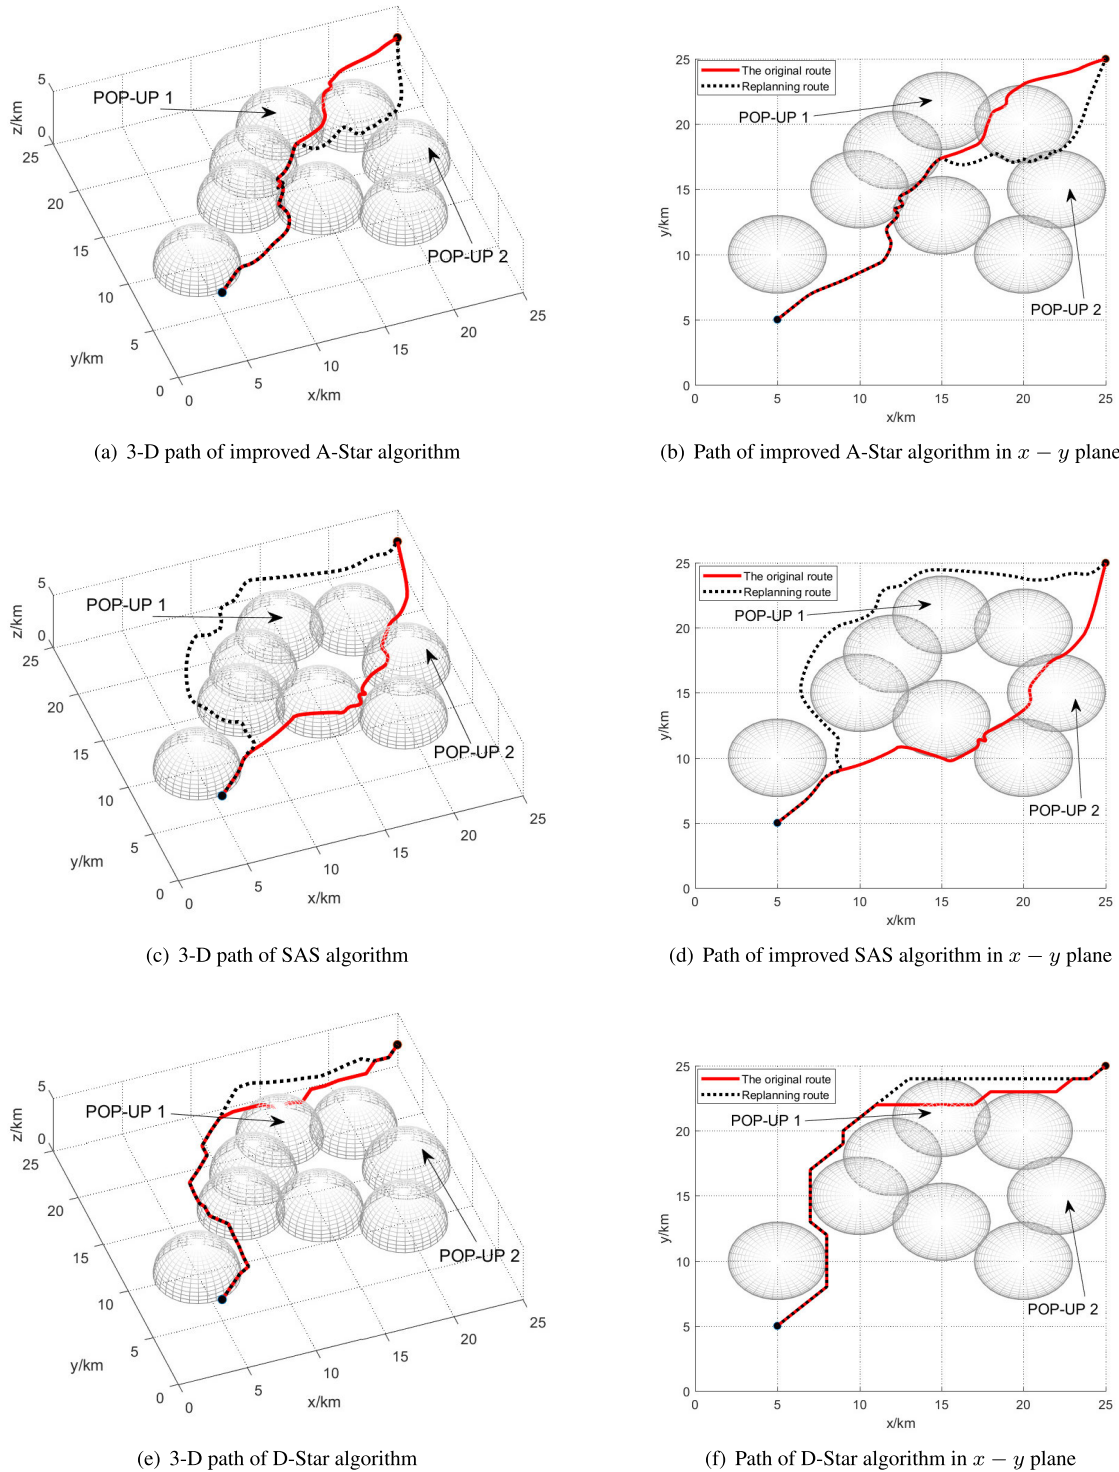 5
z/km
0
25
20
15
10
5
0
y/km
0
5
10
15
20
25
x/km
POP-UP 1
POP-UP 2
(a) 3-D path of improved A-Star algorithm
25
20
15
10
5
0
y/km
0
5
10
15
20
25
x/km
The original route
Replanning route
POP-UP 1
POP-UP 2
(b) Path of improved A-Star algorithm in x − y plane
5
z/km
0
25
20
15
10
5
0
y/km
0
5
10
15
20
25
x/km
POP-UP 1
POP-UP 2
(c) 3-D path of SAS algorithm
25
20
15
10
5
0
y/km
0
5
10
15
20
25
x/km
The original route
Replanning route
POP-UP 1
POP-UP 2
(d) Path of improved SAS algorithm in x − y plane
5
z/km
0
25
20
15
10
5
0
y/km
0
5
10
15
20
25
x/km
POP-UP 1
POP-UP 2
(e) 3-D path of D-Star algorithm
25
20
15
10
5
0
y/km
0
5
10
15
20
25
x/km
The original route
Replanning route
POP-UP 1
POP-UP 2
(f) Path of D-Star algorithm in x − y plane